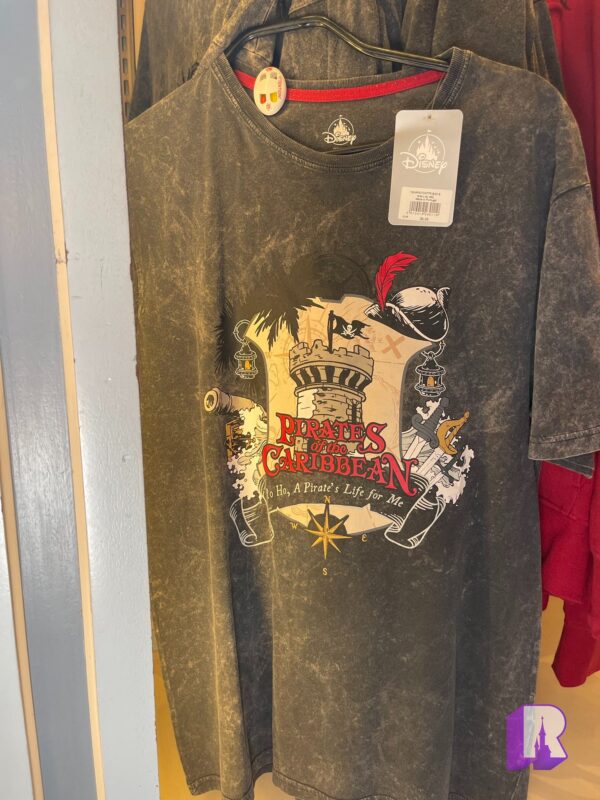 Disney
Disney
PIRATES
of the
CARIBBEAN
Yo Ho, A Pirate's Life for Me
N
W E
S
R